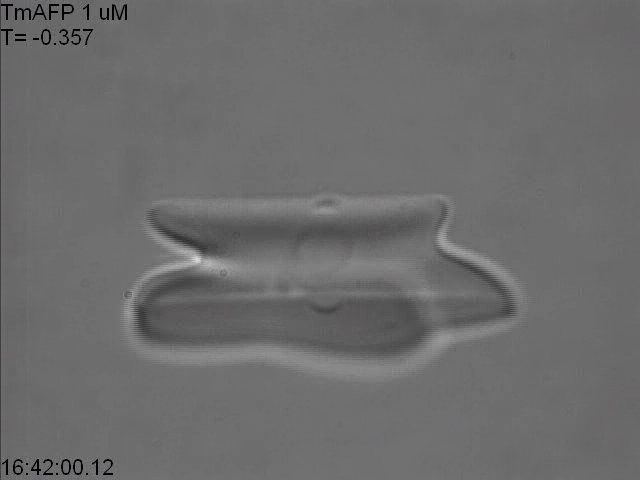 TmAFP 1 uM
T= -0.357
16:42:00.12